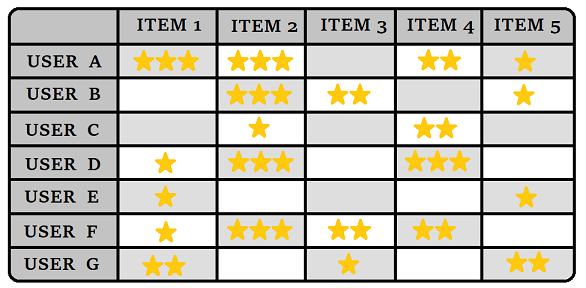 ITEM 1 ITEM 2 ITEM 3 ITEM 4 ITEM 5
USER A
USER B
USER C
USER D
USER E
USER F
USER G